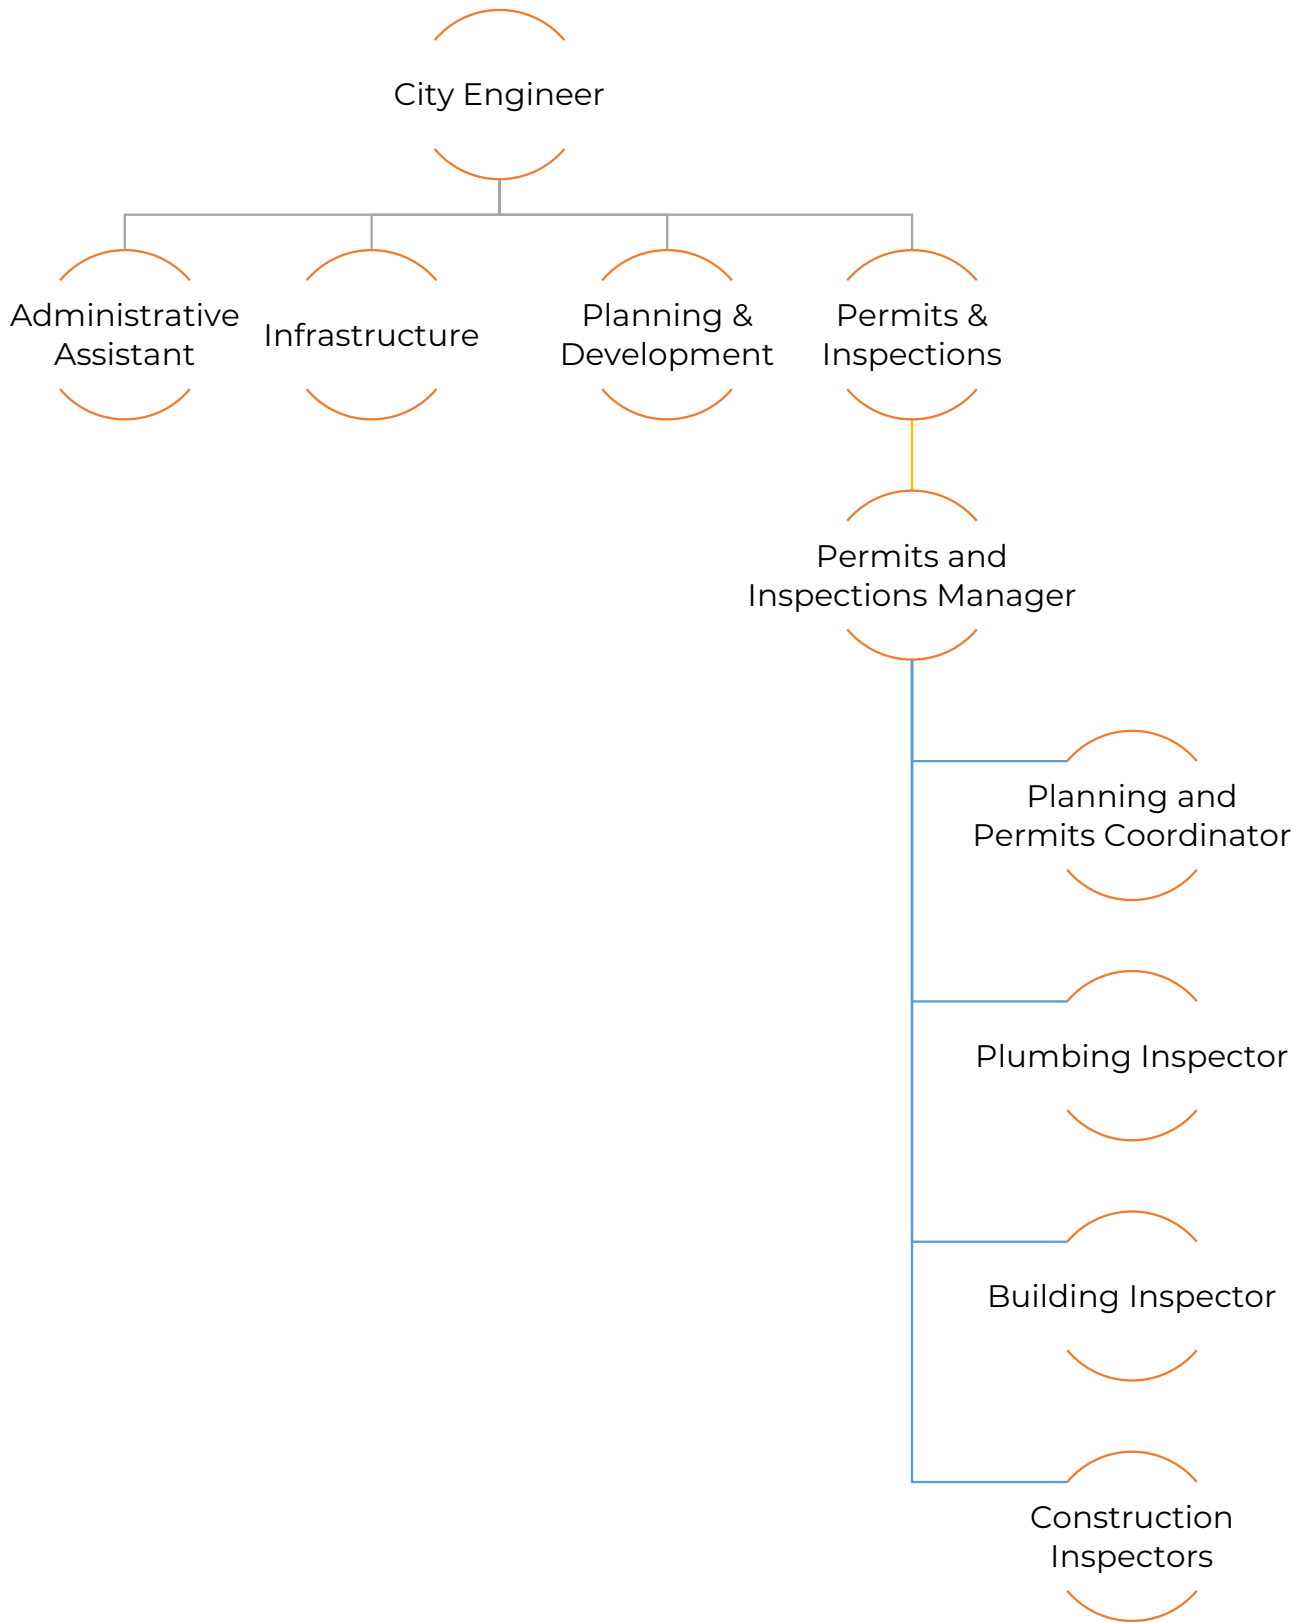 City Engineer
Administrative
Assistant
Infrastructure
Planning &
Development
Permits &
Inspections
Permits and
Inspections Manager
Planning and
Permits Coordinator
Plumbing Inspector
Building Inspector
Construction
Inspectors